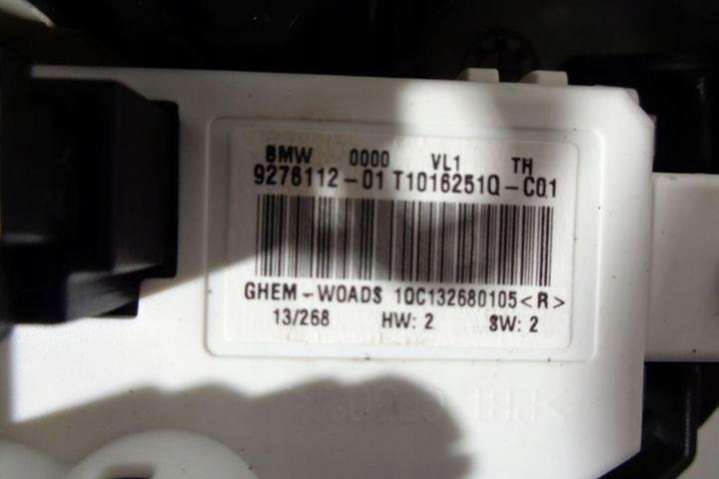 BMW 0000 VL1 TH
9276112-01 T1016251Q-C01
GHEM-WOADS 10C132680105<R>
13/268 HW: 2 SW: 2